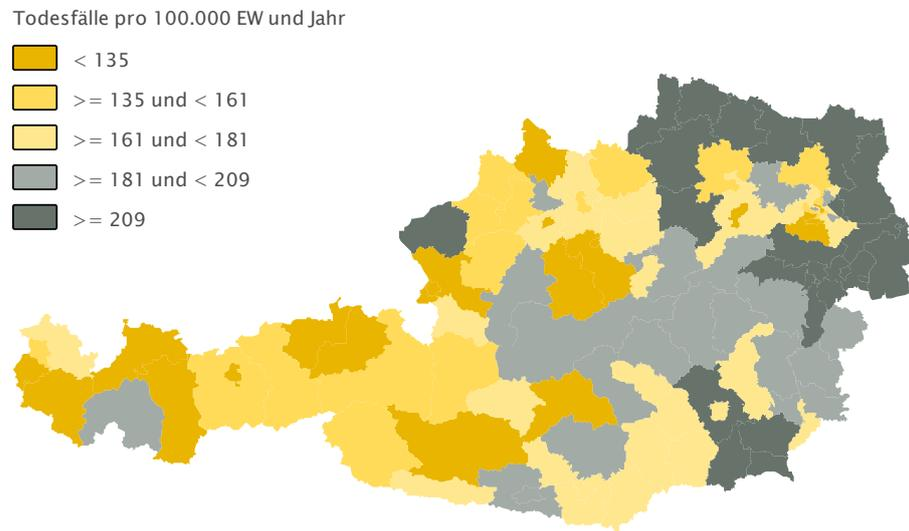 Todesfälle pro 100.000 EW und Jahr
< 135
>= 135 und < 161
>= 161 und < 181
>= 181 und < 209
>= 209